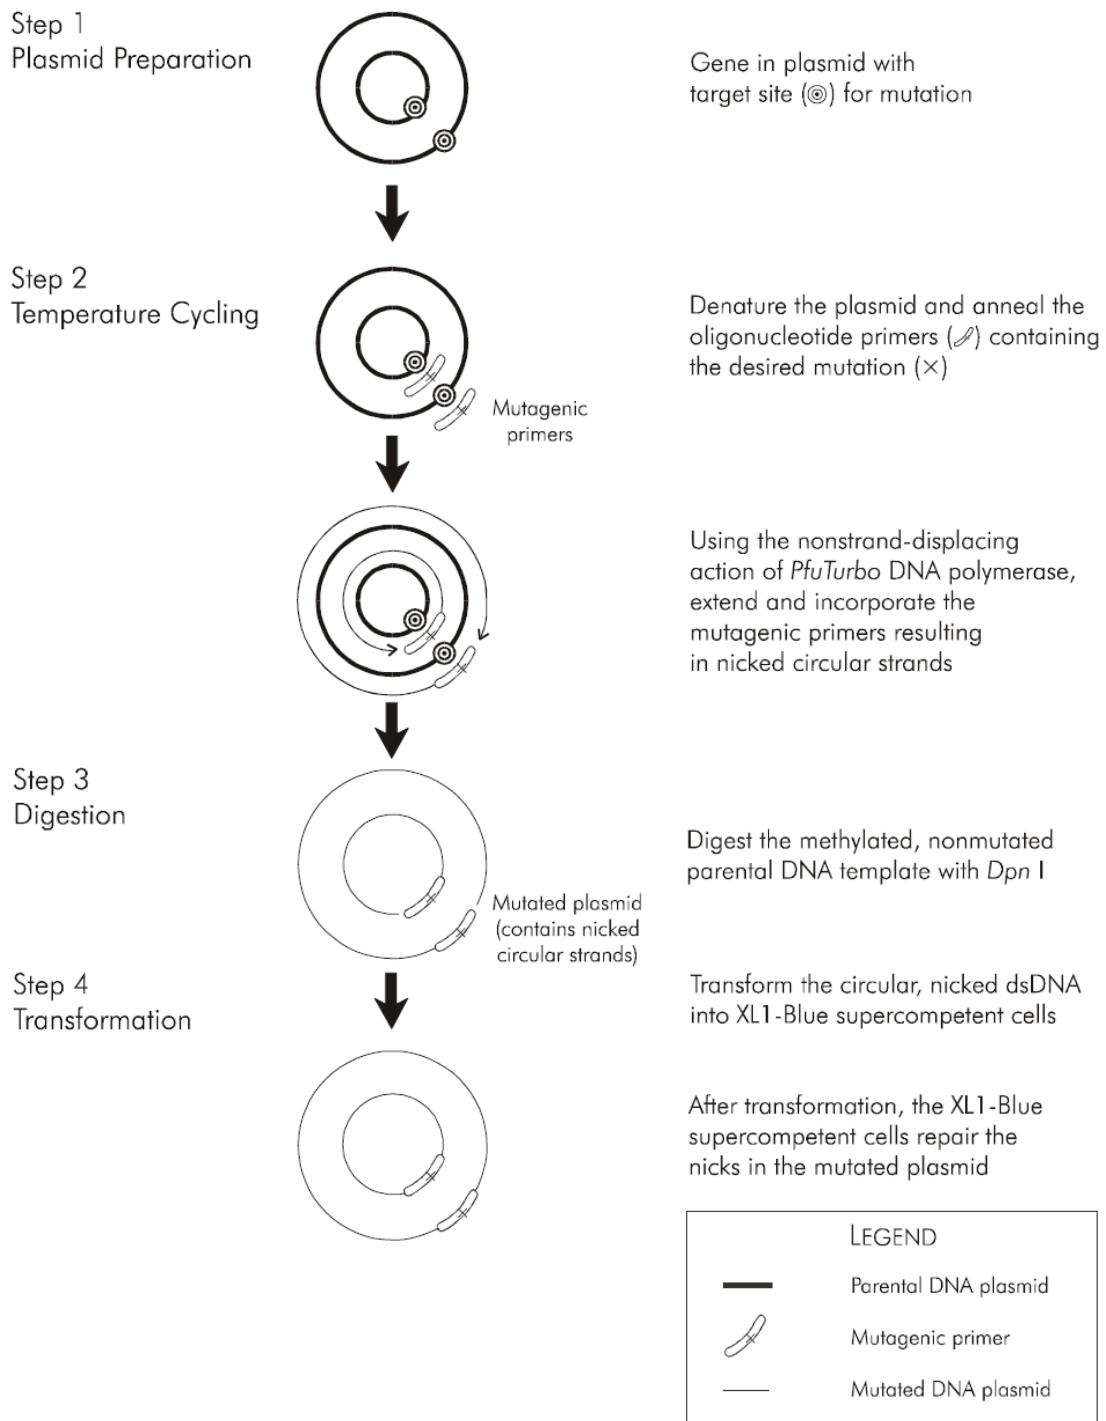 Step 1
Plasmid Preparation
Gene in plasmid with
target site (⊚) for mutation
Step 2
Temperature Cycling
Denature the plasmid and anneal the
oligonucleotide primers ( ) containing
the desired mutation (×)
Mutagenic
primers
Using the nonstrand-displacing
action of PfuTurbo DNA polymerase,
extend and incorporate the
mutagenic primers resulting
in nicked circular strands
Step 3
Digestion
Digest the methylated, nonmutated
parental DNA template with Dpn I
Mutated plasmid
(contains nicked
circular strands)
Step 4
Transformation
Transform the circular, nicked dsDNA
into XL1-Blue supercompetent cells
After transformation, the XL1-Blue
supercompetent cells repair the
nicks in the mutated plasmid
LEGEND
Parental DNA plasmid
Mutagenic primer
Mutated DNA plasmid